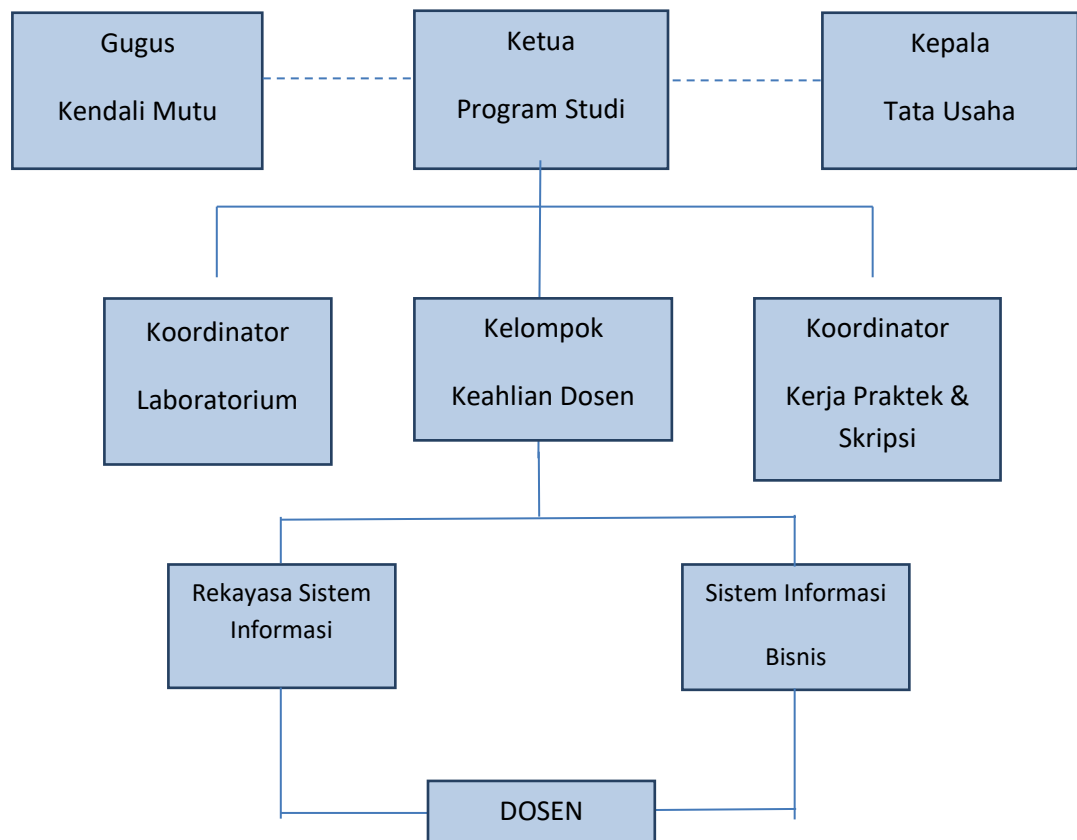 Gugus
Kendali Mutu
Ketua
Program Studi
Kepala
Tata Usaha
Koordinator
Laboratorium
Kelompok
Keahlian Dosen
Koordinator
Kerja Praktek &
Skripsi
Rekayasa Sistem
Informasi
Sistem Informasi
Bisnis
DOSEN